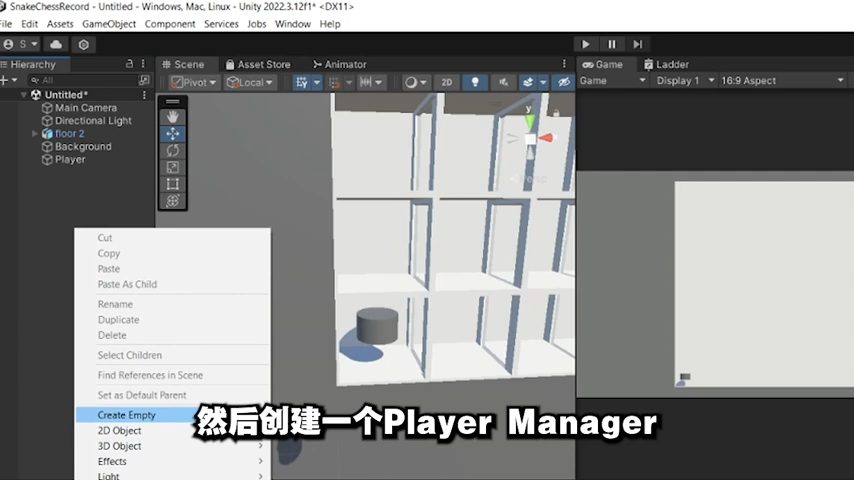 SnakeChessRecord - Untitled - Windows, Mac, Linux - Unity 2022.3.12f1* <DX11>
File Edit Assets GameObject Component Services Jobs Window Help
S
Hierarchy
Scene Asset Store Animator
Game Ladder
All
Pivot Local 2D
Game Display 1 16:9 Aspect
Untitled*
Main Camera
Directional Light
floor 2
Background
Player
y
Persp
Cut
Copy
Paste
Paste As Child
Rename
Duplicate
Delete
Select Children
Find References in Scene
Set as Default Parent
Create Empty
2D Object
3D Object
Effects
Light
然后创建一个Player Manager